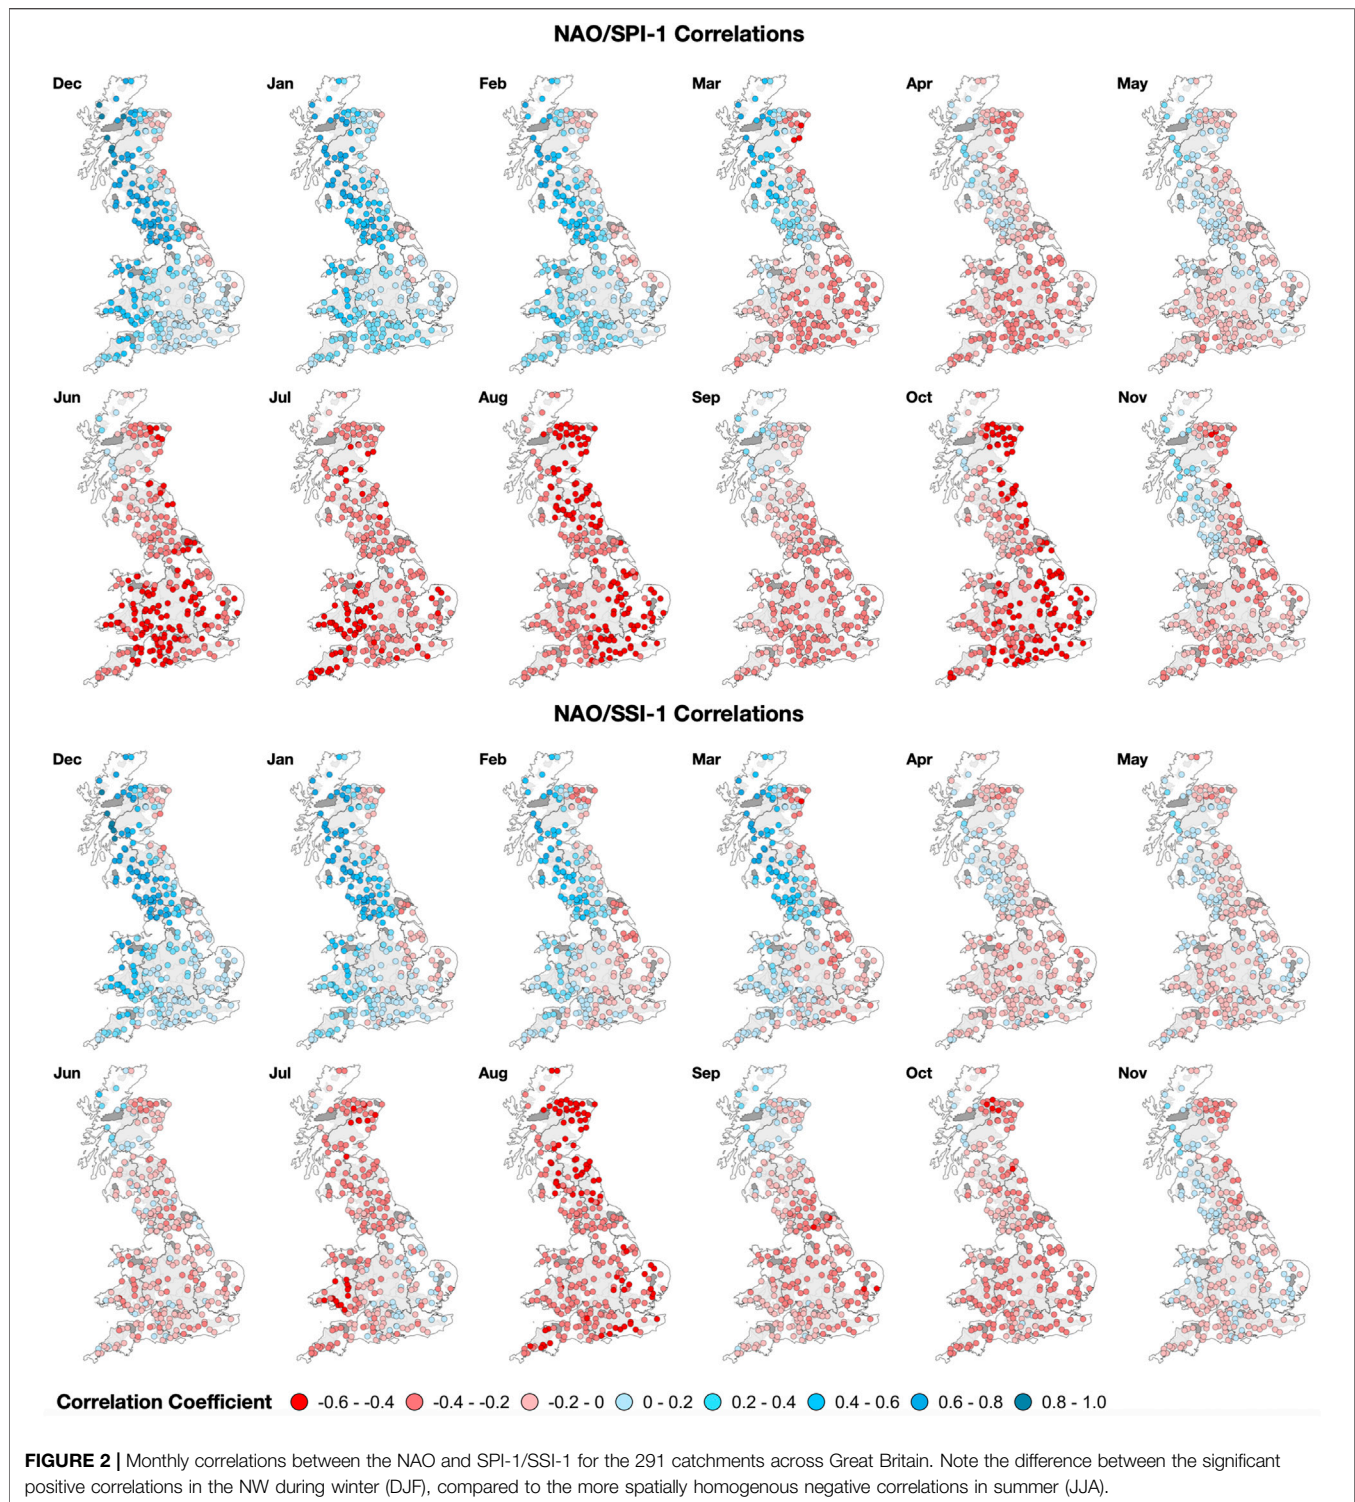 NAO/SPI-1 Correlations
Dec
Jan
Feb
Mar
Apr
May
Jun
Jul
Aug
Sep
Oct
Nov
NAO/SSI-1 Correlations
Dec
Jan
Feb
Mar
Apr
May
Jun
Jul
Aug
Sep
Oct
Nov
Correlation Coefficient -0.6 - -0.4 -0.4 - -0.2 -0.2 - 0 0 - 0.2 0.2 - 0.4 0.4 - 0.6 0.6 - 0.8 0.8 - 1.0
FIGURE 2 | Monthly correlations between the NAO and SPI-1/SSI-1 for the 291 catchments across Great Britain. Note the difference between the significant
positive correlations in the NW during winter (DJF), compared to the more spatially homogenous negative correlations in summer (JJA).